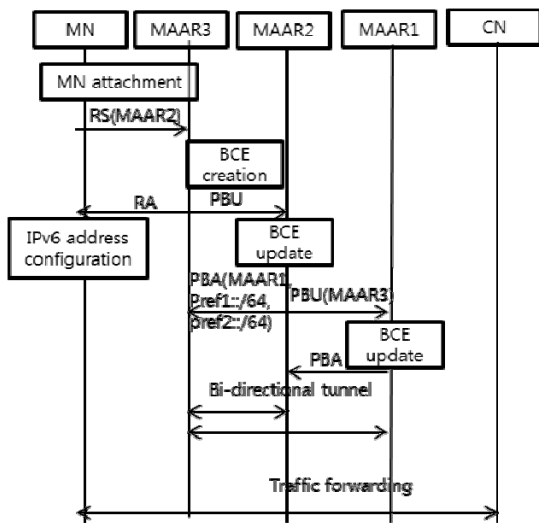 MN
MAAR3
MAAR2
MAAR1
CN
MN attachment
RS(MAAR2)
BCE
creation
RA
PBU
IPv6 address
configuration
BCE
update
PBA(MAAR1,
Pref1::/64,
pref2::/64)
PBU(MAAR3)
BCE
update
PBA
Bi-directional tunnel
Traffic forwarding